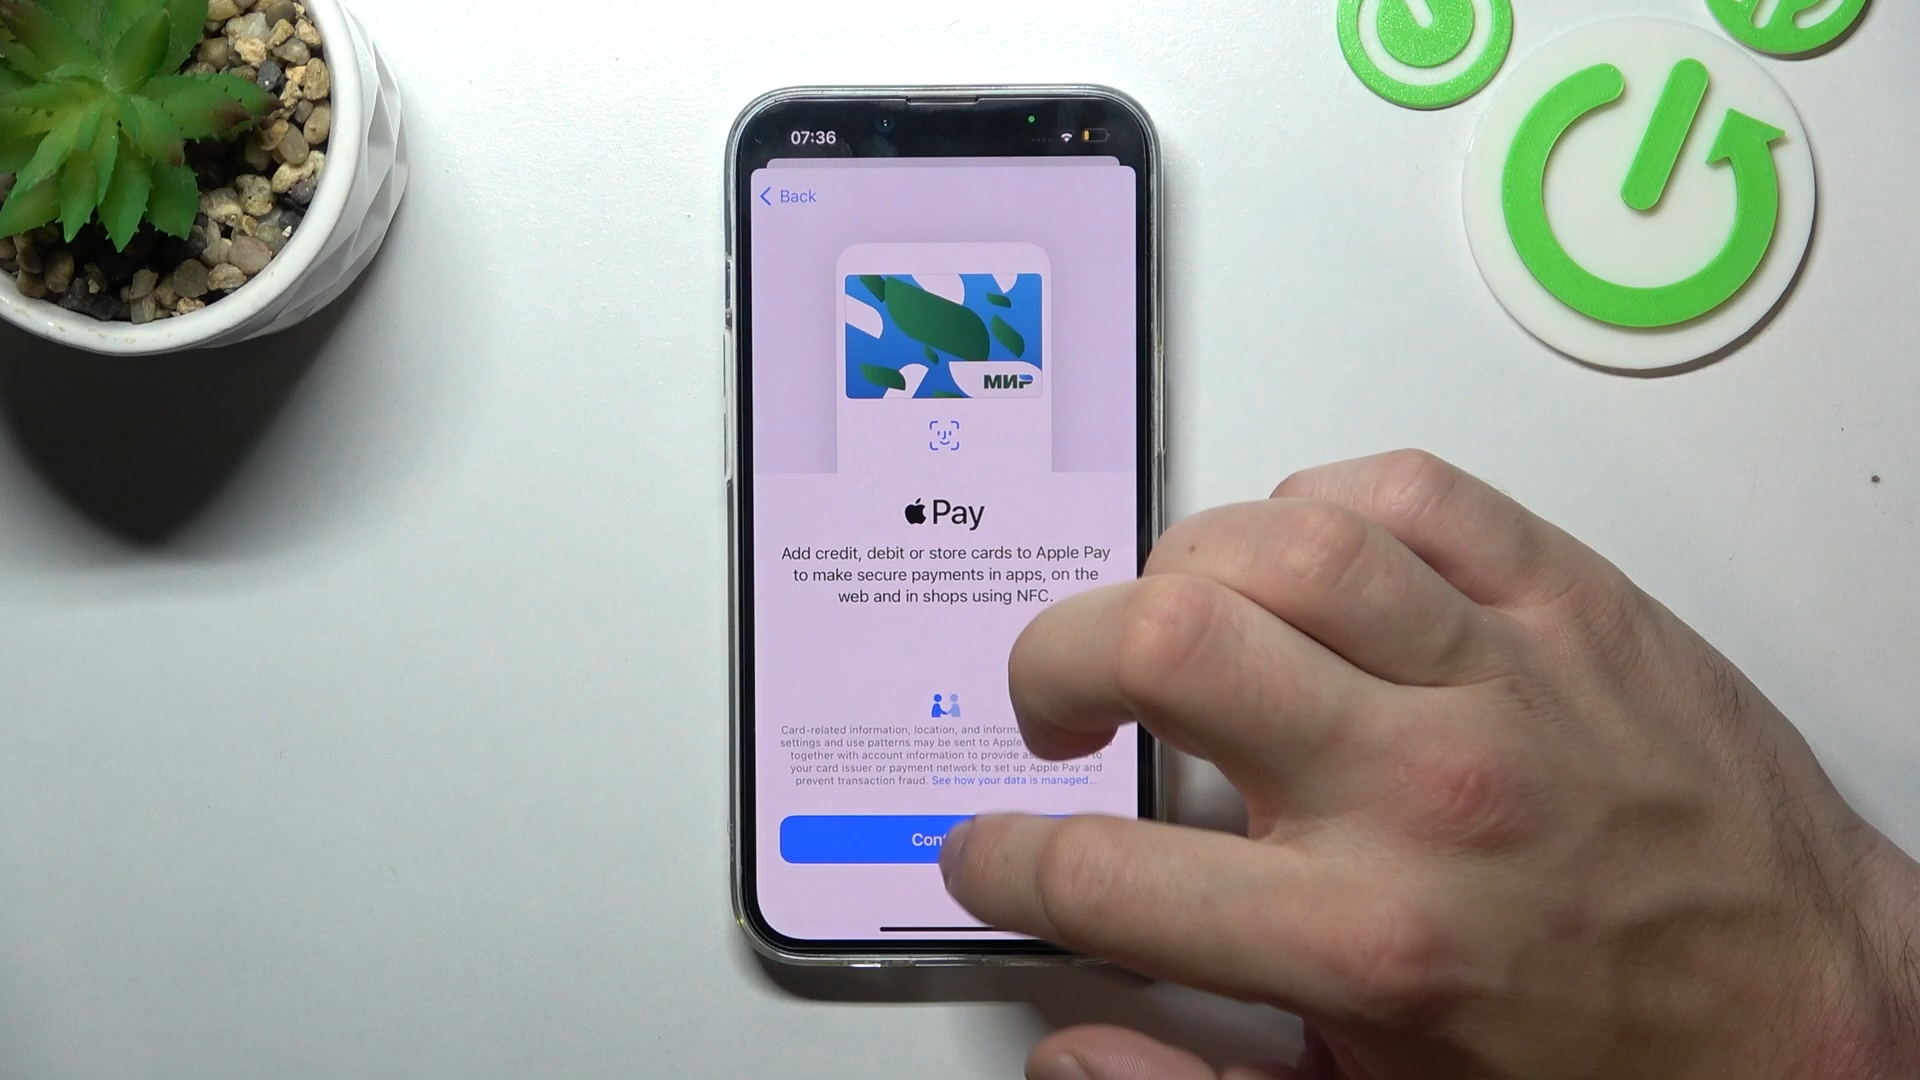 07:36
Back
МИР
Pay
Add credit, debit or store cards to Apple Pay
to make secure payments in apps, on the
web and in shops using NFC.
Card-related information, location, and
settings and use patterns may be sent to Apple
together with account information to provide
your card issuer or payment network to set up Apple Pay and
prevent transaction fraud. See how your data is managed...